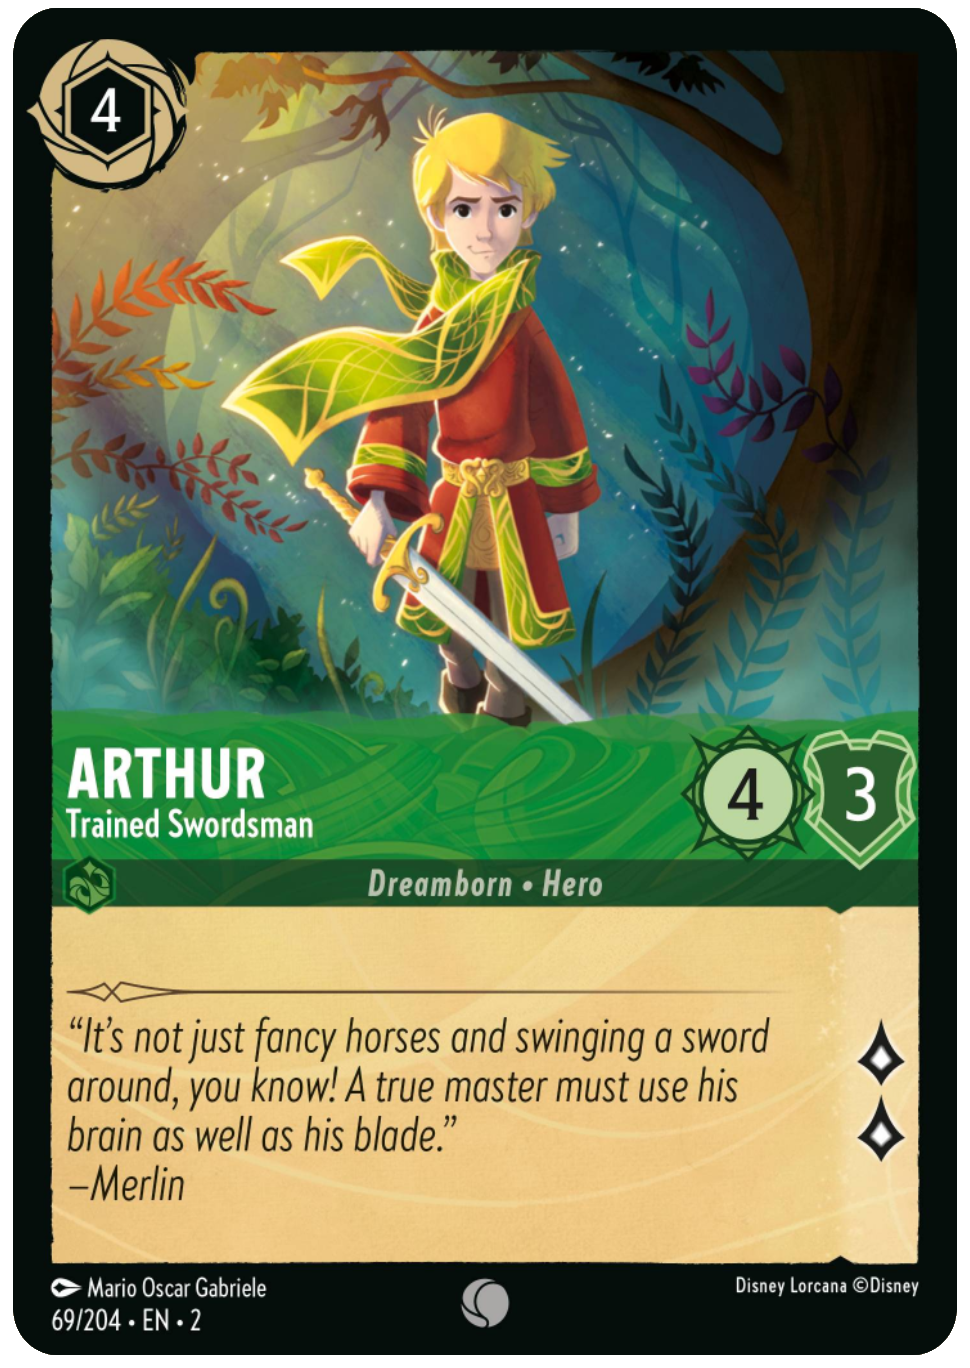 4
ARTHUR
Trained Swordsman
4 3
Dreamborn • Hero
“It’s not just fancy horses and swinging a sword
around, you know! A true master must use his
brain as well as his blade.”
–Merlin
Mario Oscar Gabriele
Disney Lorcana ©Disney
69/204 • EN • 2